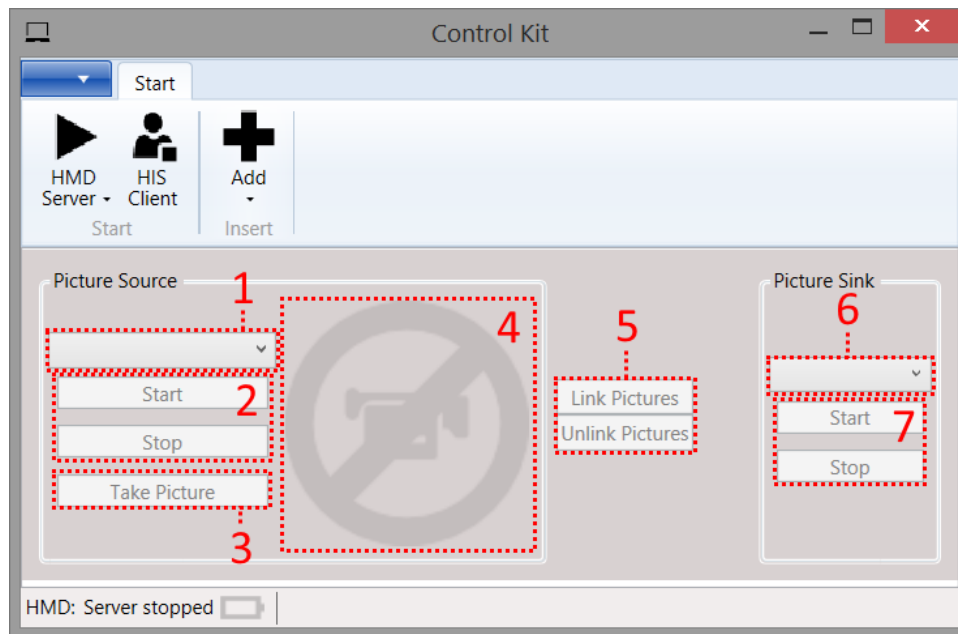 Control Kit
Start
HMD
Server
HIS
Client
Add
Start
Insert
Picture Source
1
4
Start
2
Stop
Take Picture
3
5
Link Pictures
Unlink Pictures
Picture Sink
6
Start
7
Stop
HMD: Server stopped